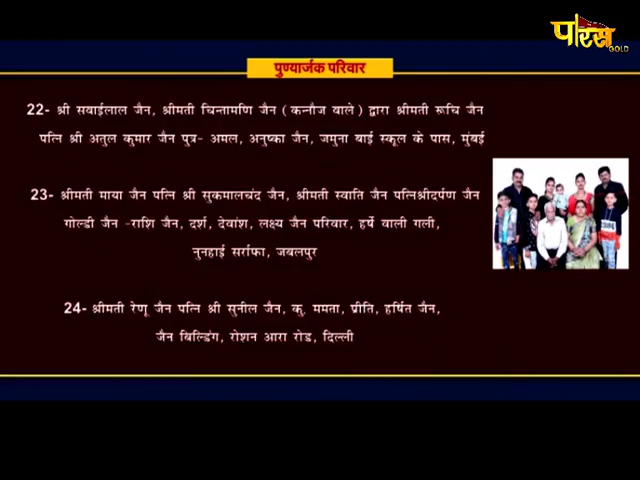 पारस
GOLD
पुण्यार्जक परिवार
22- श्री सवाईलाल जैन, श्रीमती चिन्तामणि जैन ( कन्नौज वाले ) द्वारा श्रीमती रूचि जैन
पत्नि श्री अतुल कुमार जैन पुत्र- अमल, अनुष्का जैन, जमुना बाई स्कूल के पास, मुंबई
23- श्रीमती माया जैन पत्नि श्री सुकमालचंद जैन, श्रीमती स्वाति जैन पत्निश्रीदर्पण जैन
गोल्डी जैन -राशि जैन, दर्श, देवांश, लक्ष्य जैन परिवार, हर्षे वाली गली,
नुनहाई सर्राफा, जबलपुर
24- श्रीमती रेणू जैन पत्नि श्री सुनील जैन, कु. ममता, प्रीति, हर्षित जैन,
जैन बिल्डिंग, रोशन आरा रोड, दिल्ली